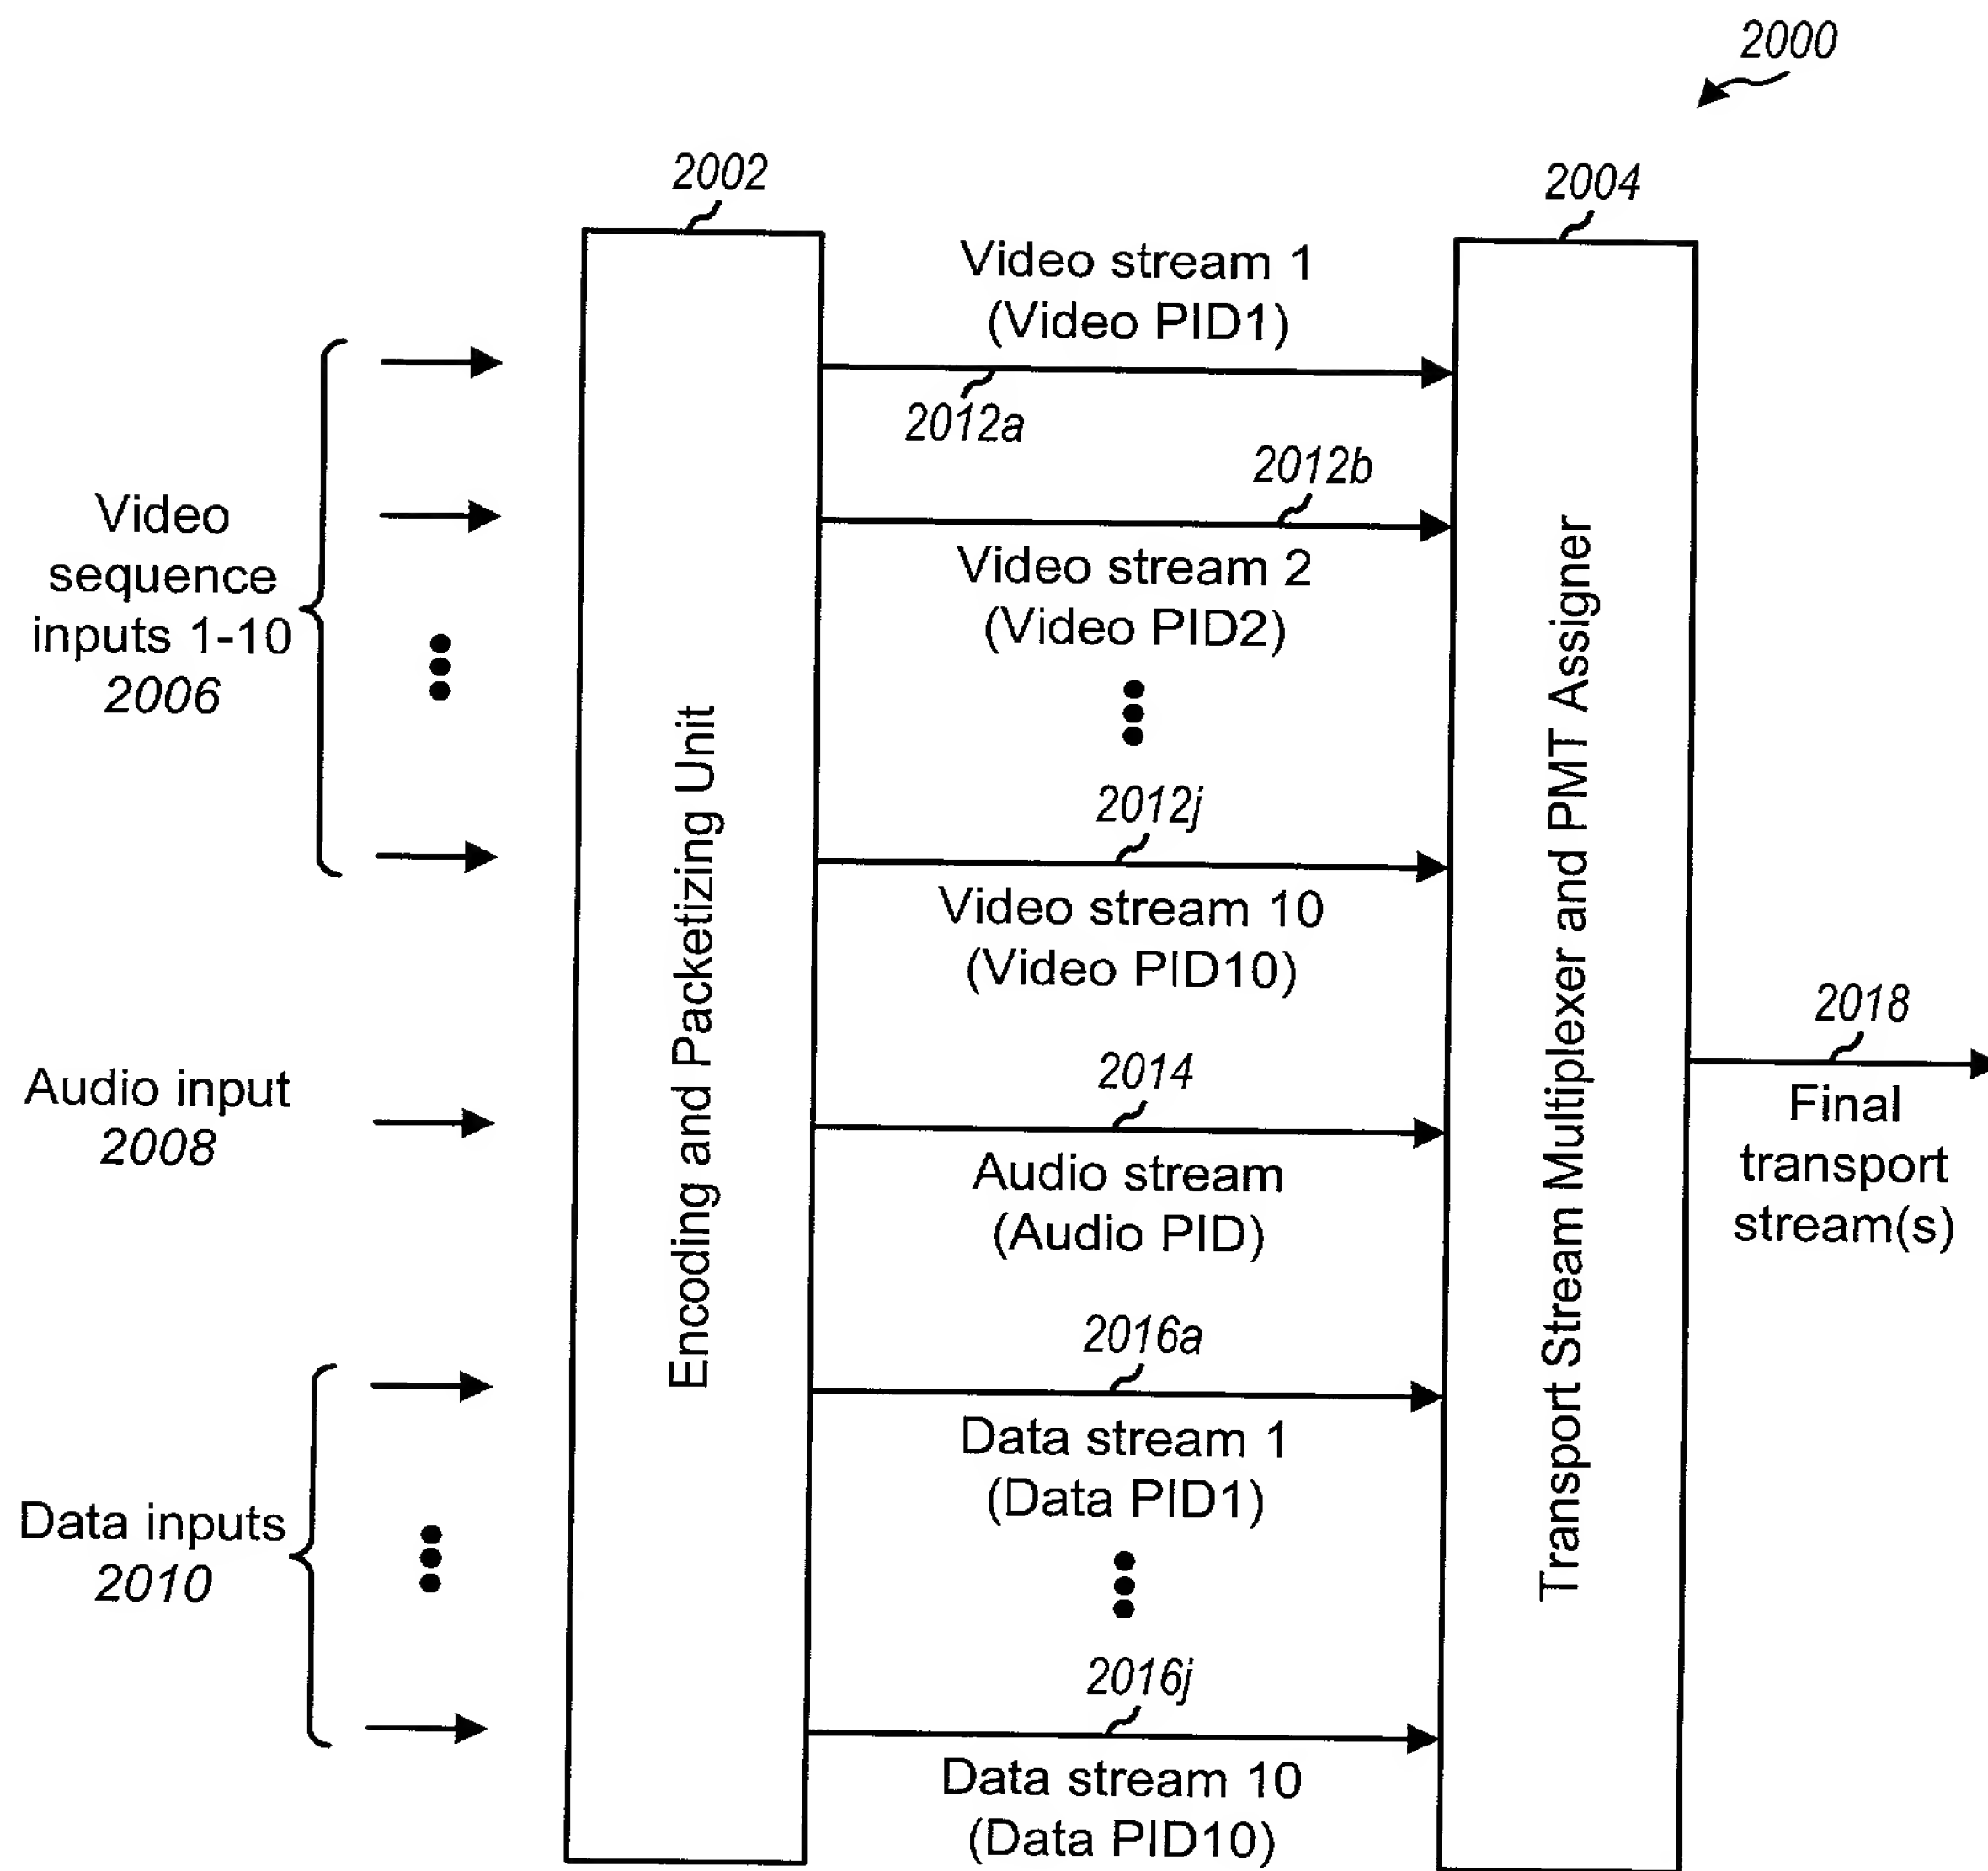 2000
2002
2004
Video stream 1
(Video PID1)
2012a
2012b
Video
sequence
inputs 1-10
2006
Video stream 2
(Video PID2)
2012j
Video stream 10
(Video PID10)
Encoding and Packetizing Unit
Transport Stream Multiplexer and PMT Assigner
2018
Final
transport
stream(s)
Audio input
2008
2014
Audio stream
(Audio PID)
2016a
Data stream 1
(Data PID1)
Data inputs
2010
2016j
Data stream 10
(Data PID10)